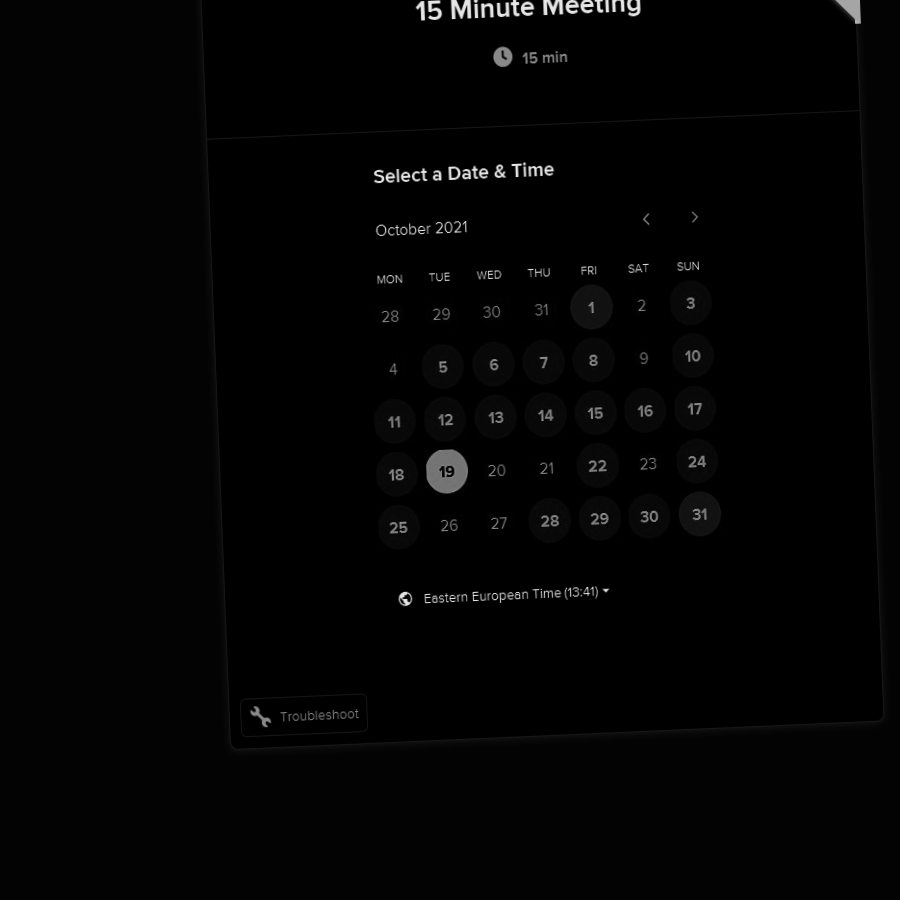 15 Minute Meeting
15 min
Select a Date & Time
October 2021
MON TUE WED THU FRI SAT SUN
28 29 30 31 1 2 3
4 5 6 7 8 9 10
11 12 13 14 15 16 17
18 19 20 21 22 23 24
25 26 27 28 29 30 31
Eastern European Time (13:41)
Troubleshoot